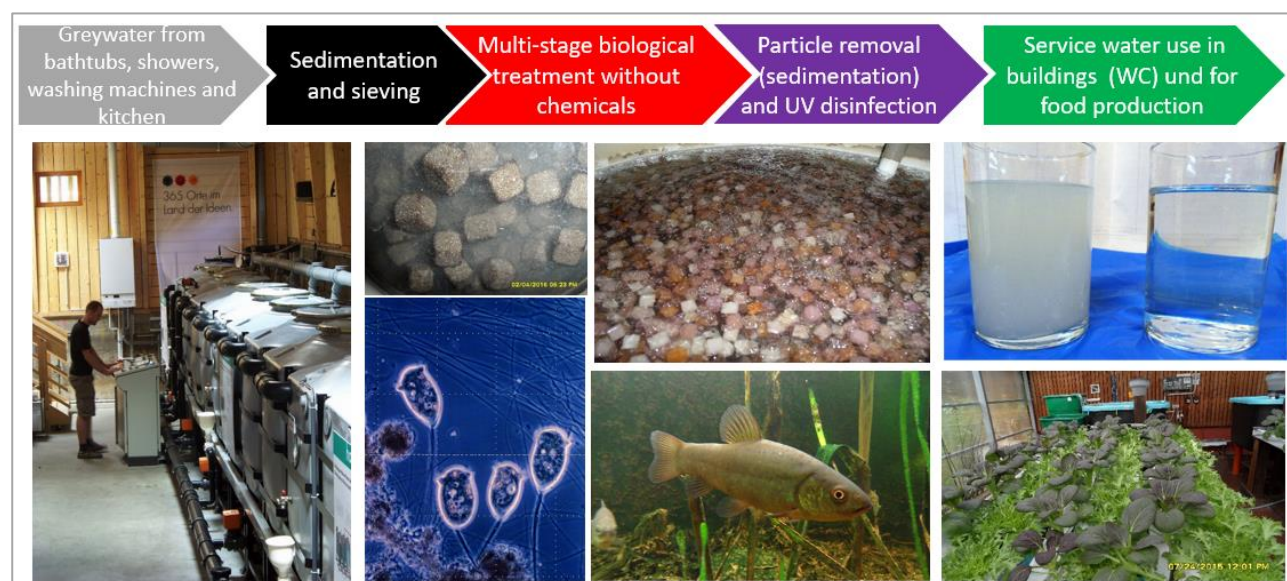 Greywater from
bathtubs, showers,
washing machines and
kitchen
Sedimentation
and sieving
Multi-stage biological
treatment without
chemicals
Particle removal
(sedimentation)
and UV disinfection
Service water use in
buildings (WC) und for
food production
365 Orte im
Land der Ideen
02/04/2016 06:23 PM
07/24/2015 12:01 PM